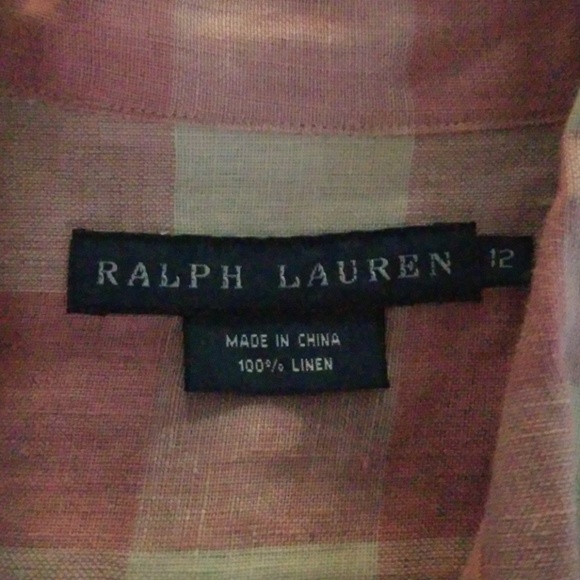 RALPH LAUREN 12
MADE IN CHINA
100% LINEN